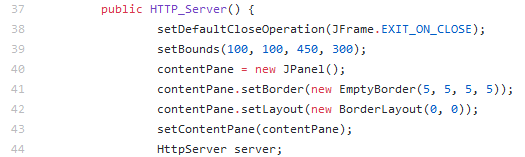 37 public HTTP_Server() {
38 setDefaultCloseOperation(JFrame.EXIT_ON_CLOSE);
39 setBounds(100, 100, 450, 300);
40 contentPane = new JPanel();
41 contentPane.setBorder(new EmptyBorder(5, 5, 5, 5));
42 contentPane.setLayout(new BorderLayout(0, 0));
43 setContentPane(contentPane);
44 HttpServer server;